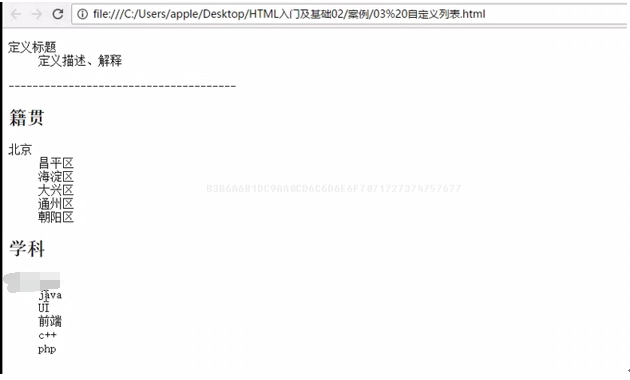 file:///C:/Users/apple/Desktop/HTML入门及基础02/案例/03%20自定义列表.html
定义标题
定义描述、解释
--------------------------------------
籍贯
北京
昌平区
海淀区
大兴区
通州区
朝阳区
学科
java
UI
前端
c++
php